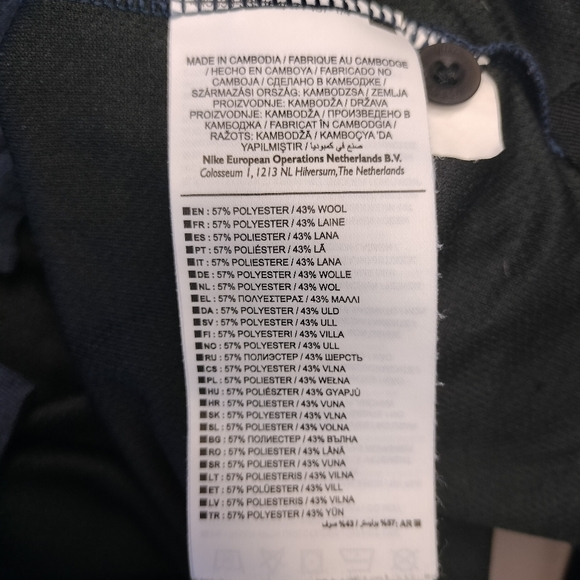 MADE IN CAMBODIA / FABRIQUE AU CAMBODGE
/ HECHO EN CAMBOYA / FABRICADO NO
CAMBOJA / СДЕЛАНО В КАМБОДЖЕ /
SZÁRMAZÁSI ORSZÁG: KAMBODZSA / ZEMLJA
PROIZVODNJE: KAMBODŽA / DRŽAVA
PROIZVODNJE: KAMBODŽA / ПРОИЗВЕДЕНО В
КАМБОДЖА / FABRICAT ÎN CAMBODGIA /
RAŽOTS: KAMBODŽĀ / KAMBOÇYA 'DA
YAPILMIŞTIR / صنع في كمبوديا
Nike European Operations Netherlands B.V.
Colosseum 1, 1213 NL Hilversum, The Netherlands
EN : 57% POLYESTER / 43% WOOL
FR : 57% POLYESTER / 43% LAINE
ES : 57% POLIÉSTER / 43% LANA
PT : 57% POLIÉSTER / 43% LÃ
IT : 57% POLIESTERE / 43% LANA
DE : 57% POLYESTER / 43% WOLLE
NL : 57% POLYESTER / 43% WOL
EL : 57% ΠΟΛΥΕΣΤΕΡΑΣ / 43% ΜΑΛΛΙ
DA : 57% POLYESTER / 43% ULD
SV : 57% POLYESTER / 43% ULL
FI : 57% POLYESTERI / 43% VILLA
NO : 57% POLYESTER / 43% ULL
RU : 57% ПОЛИЭСТЕР / 43% ШЕРСТЬ
CS : 57% POLYESTER / 43% VLNA
PL : 57% POLIESTER / 43% WEŁNA
HU : 57% POLIÉSZTER / 43% GYAPJÚ
HR : 57% POLIESTER / 43% VUNA
SK : 57% POLYESTER / 43% VLNA
SL : 57% POLIESTER / 43% VOLNA
BG : 57% ПОЛИЕСТЕР / 43% ВЪЛНА
RO : 57% POLIESTER / 43% LÂNĂ
SR : 57% POLIESTER / 43% VUNA
LT : 57% POLIESTERIS / 43% VILNA
ET : 57% POLÜESTER / 43% VILL
LV : 57% POLIESTERIS / 43% VILNA
TR : 57% POLYESTER / 43% YÜN
AR : 57% بوليستر / 43% صوف